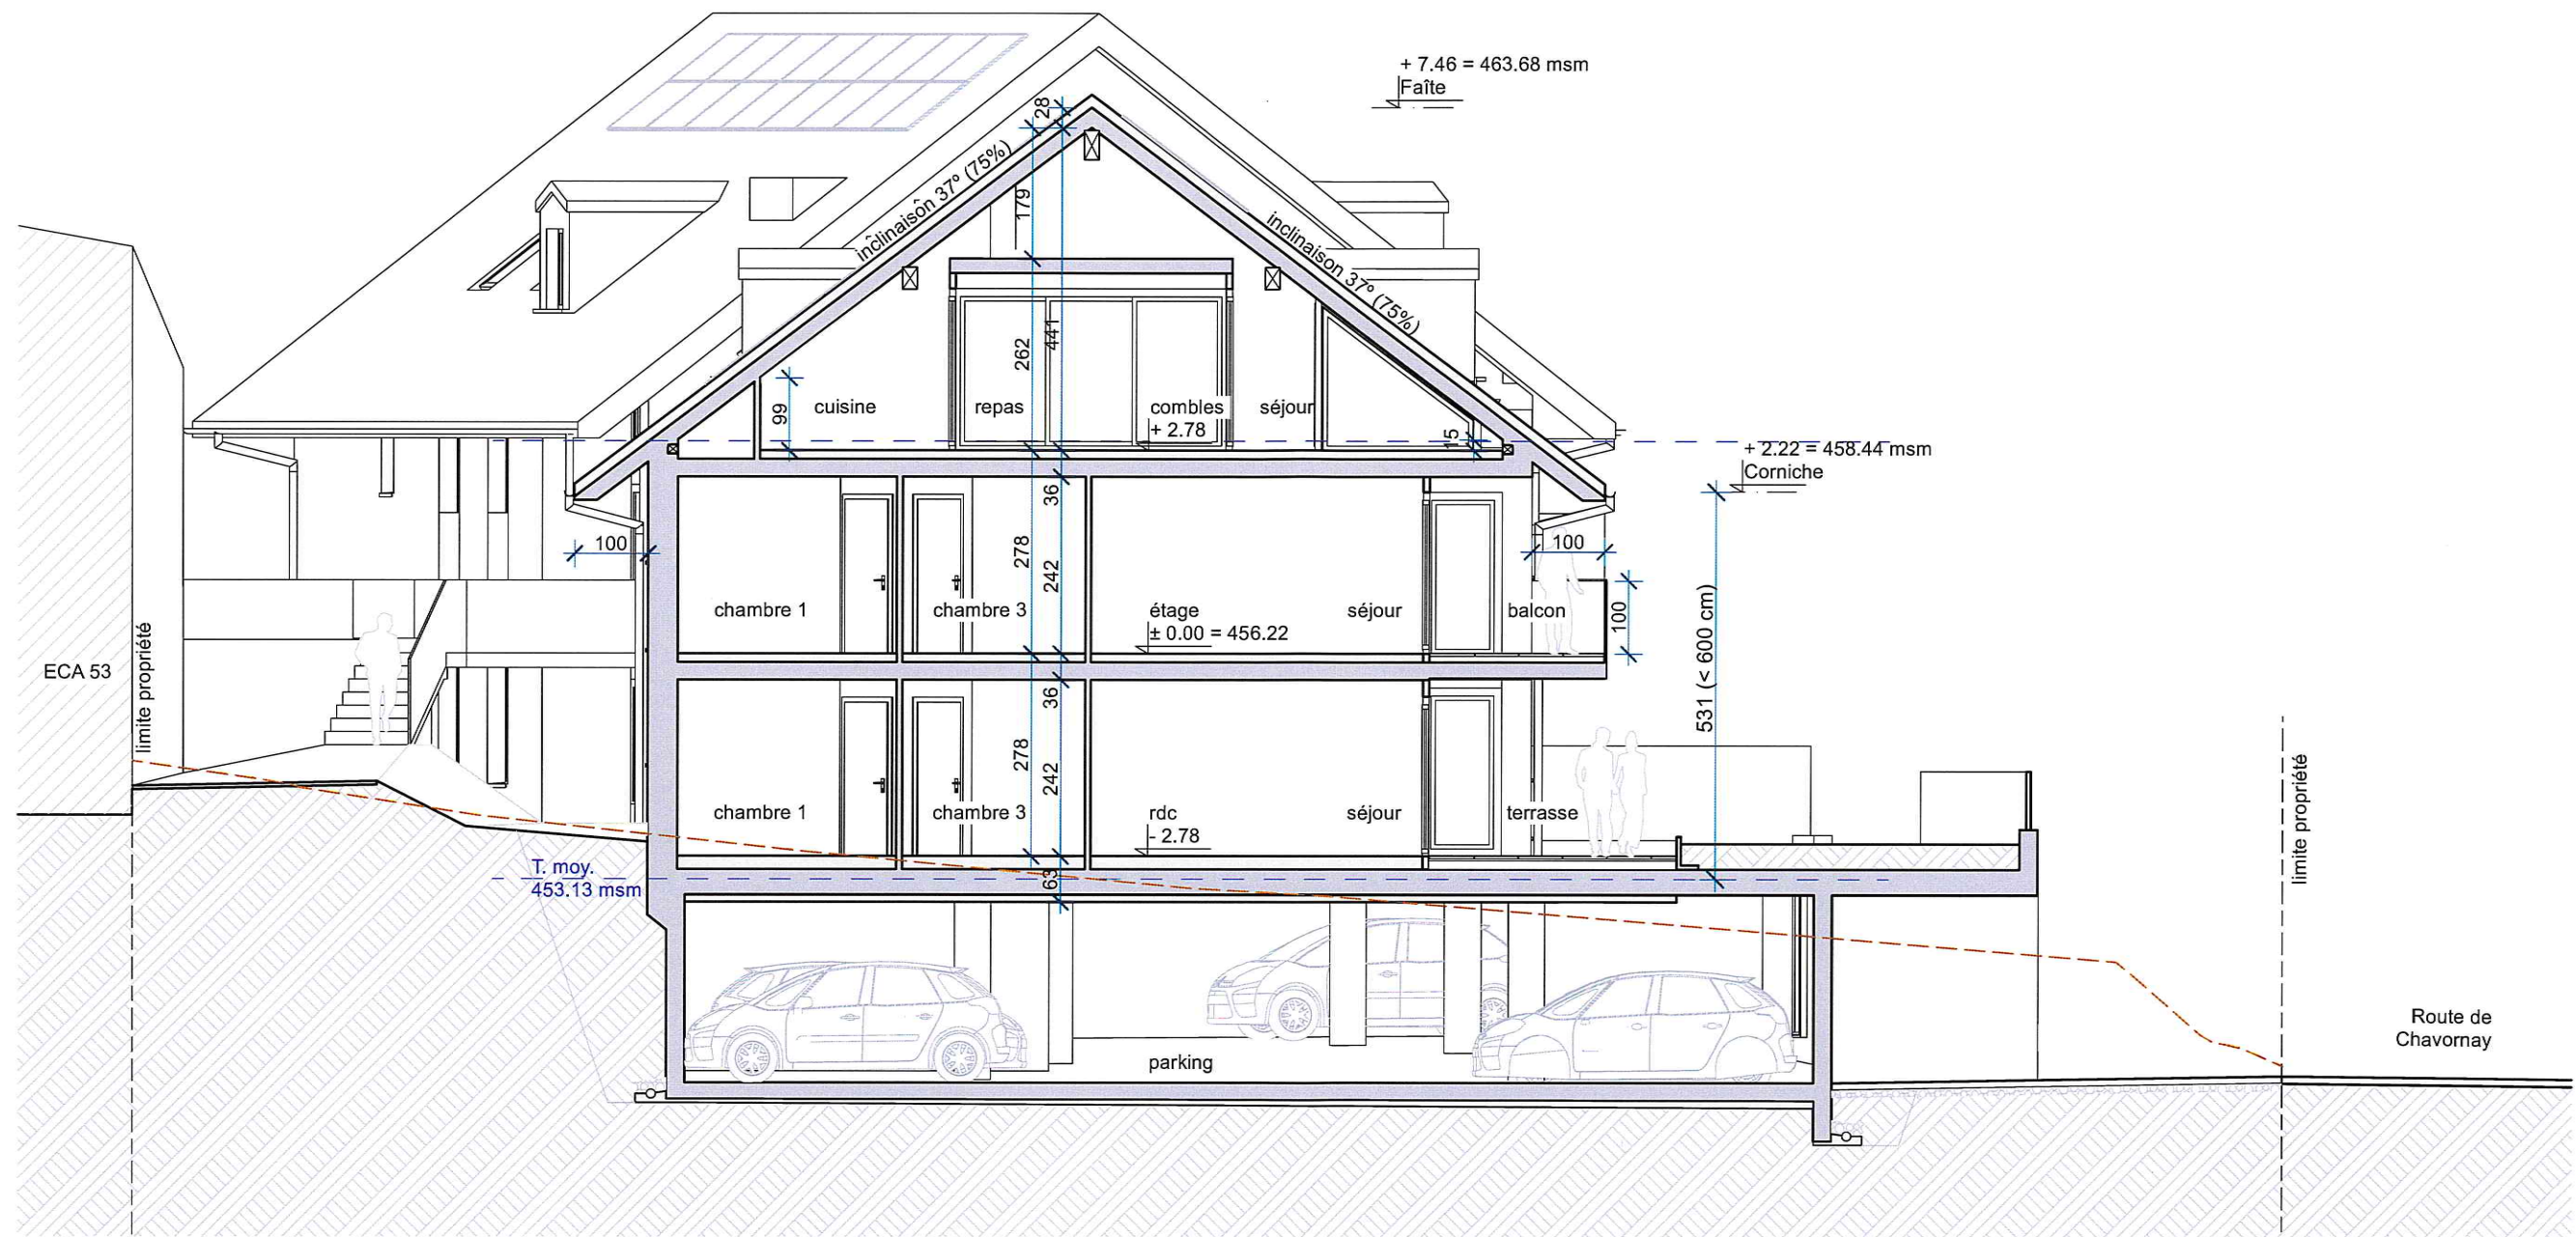 + 7.46 = 463.68 msm
Faîte
28
inclinaison 37° (75%)
inclinaison 37° (75%)
179
262
441
99
cuisine
repas
combles
+ 2.78
séjour
15
+ 2.22 = 458.44 msm
Corniche
36
100
278
242
100
chambre 1
chambre 3
étage
± 0.00 = 456.22
séjour
balcon
100
531 (< 600 cm)
ECA 53
limite propriété
36
278
242
chambre 1
chambre 3
rdc
- 2.78
séjour
terrasse
limite propriété
T. moy.
453.13 msm
63
Route de
Chavornay
parking